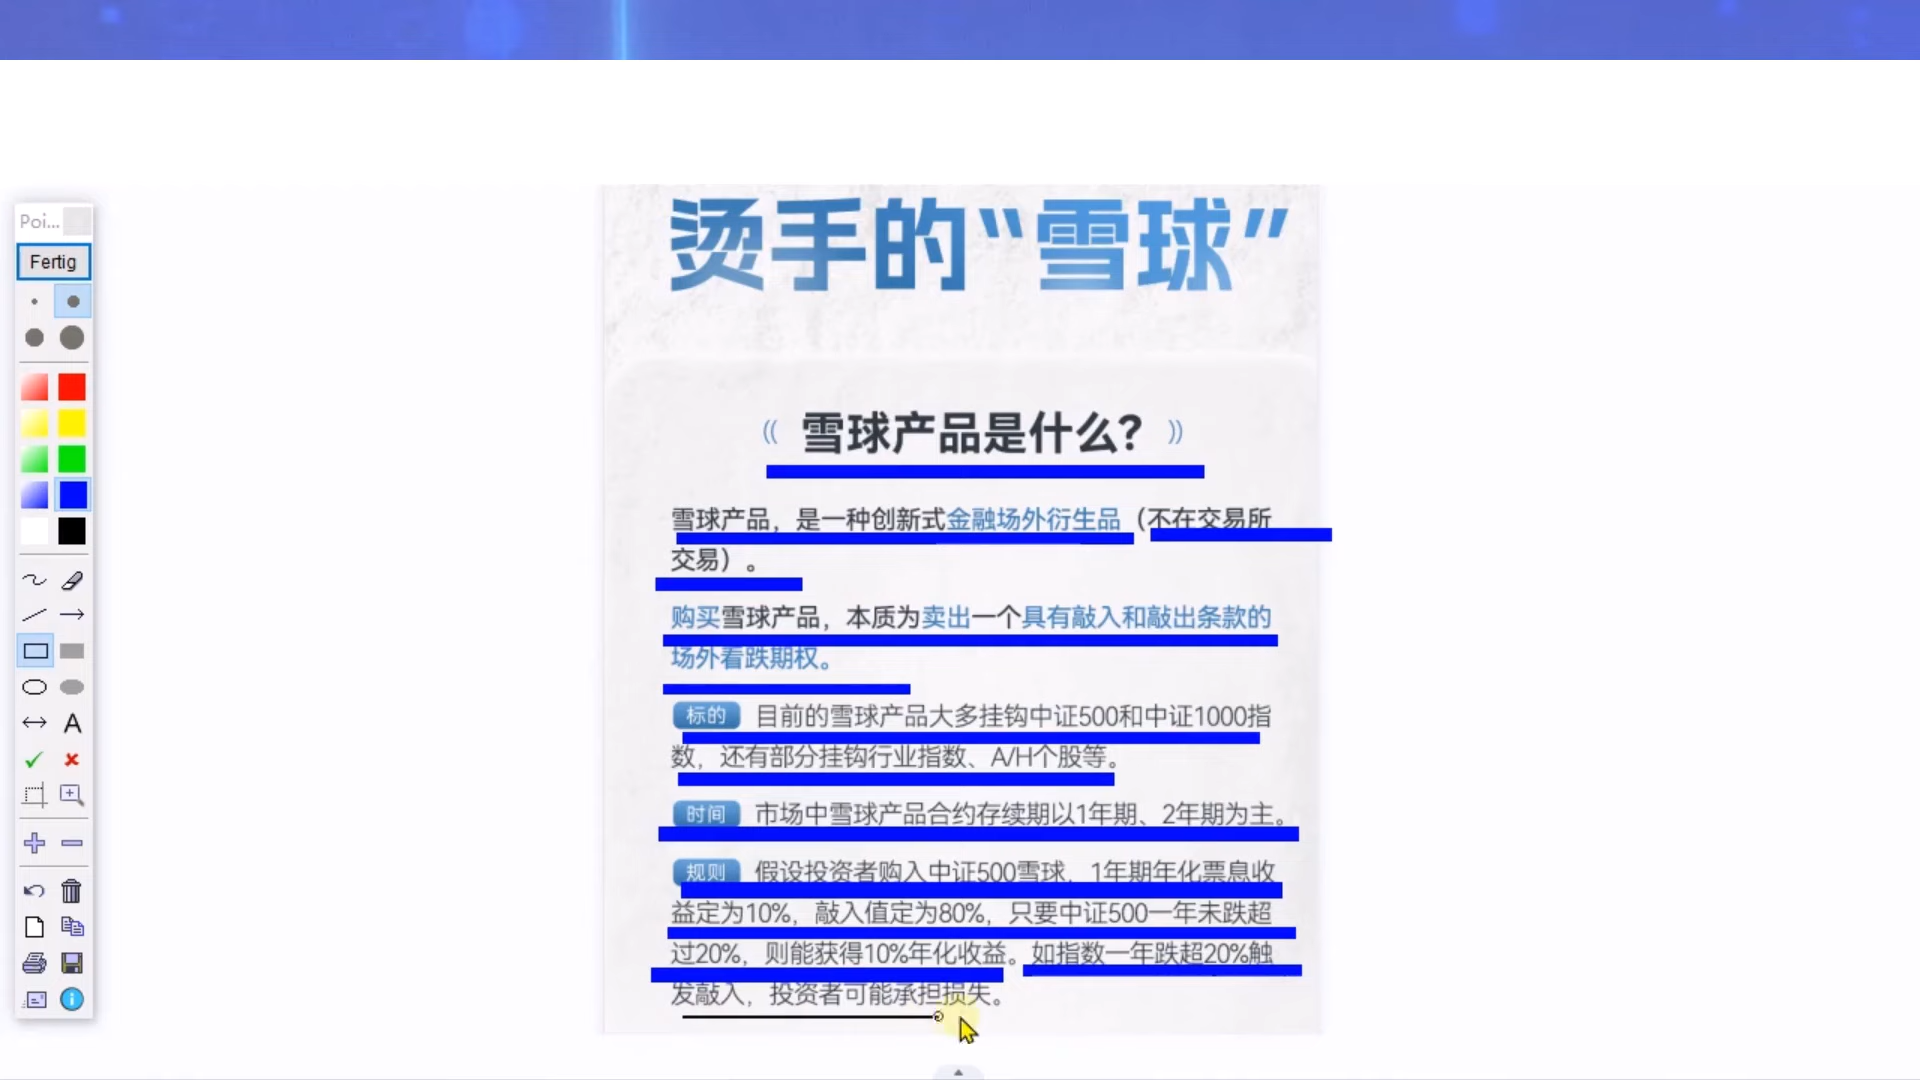 烫手的“雪球”
Poi...
Fertig
A
雪球产品是什么？
雪球产品，是一种创新式金融场外衍生品（不在交易所
交易）。
购买雪球产品，本质为卖出一个具有敲入和敲出条款的
场外看跌期权。
标的 目前的雪球产品大多挂钩中证500和中证1000指
数，还有部分挂钩行业指数、A/H个股等。
时间 市场中雪球产品合约存续期以1年期、2年期为主。
规则 假设投资者购入中证500雪球，1年期年化票息收
益定为10%，敲入值定为80%，只要中证500一年未跌超
过20%，则能获得10%年化收益。如指数一年跌超20%触
发敲入，投资者可能承担损失。